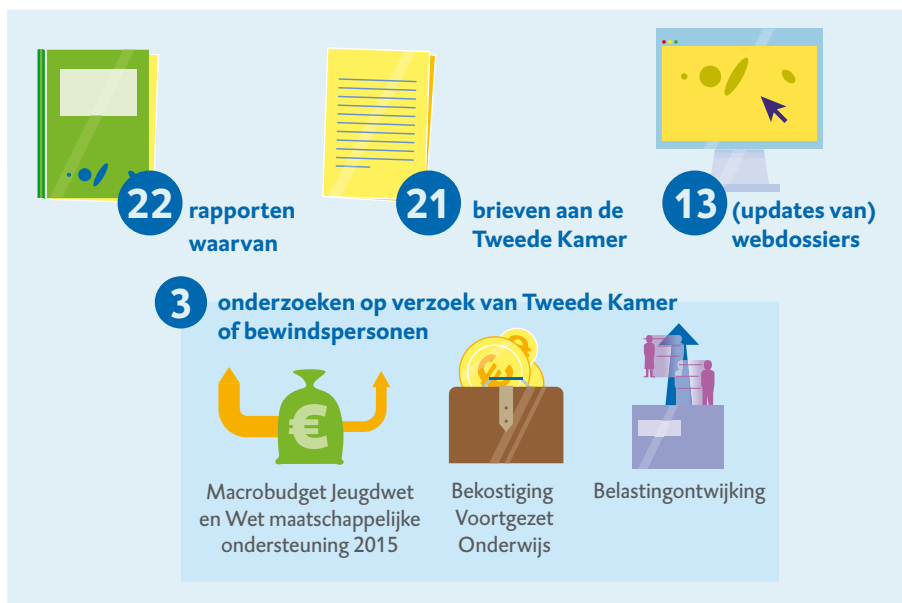 22 rapporten
waarvan
21 brieven aan de
Tweede Kamer
13 (updates van)
webdossiers
3 onderzoeken op verzoek van Tweede Kamer
of bewindspersonen
€
Macrobudget Jeugdwet
en Wet maatschappelijke
ondersteuning 2015
Bekostiging
Voortgezet
Onderwijs
Belastingontwijking